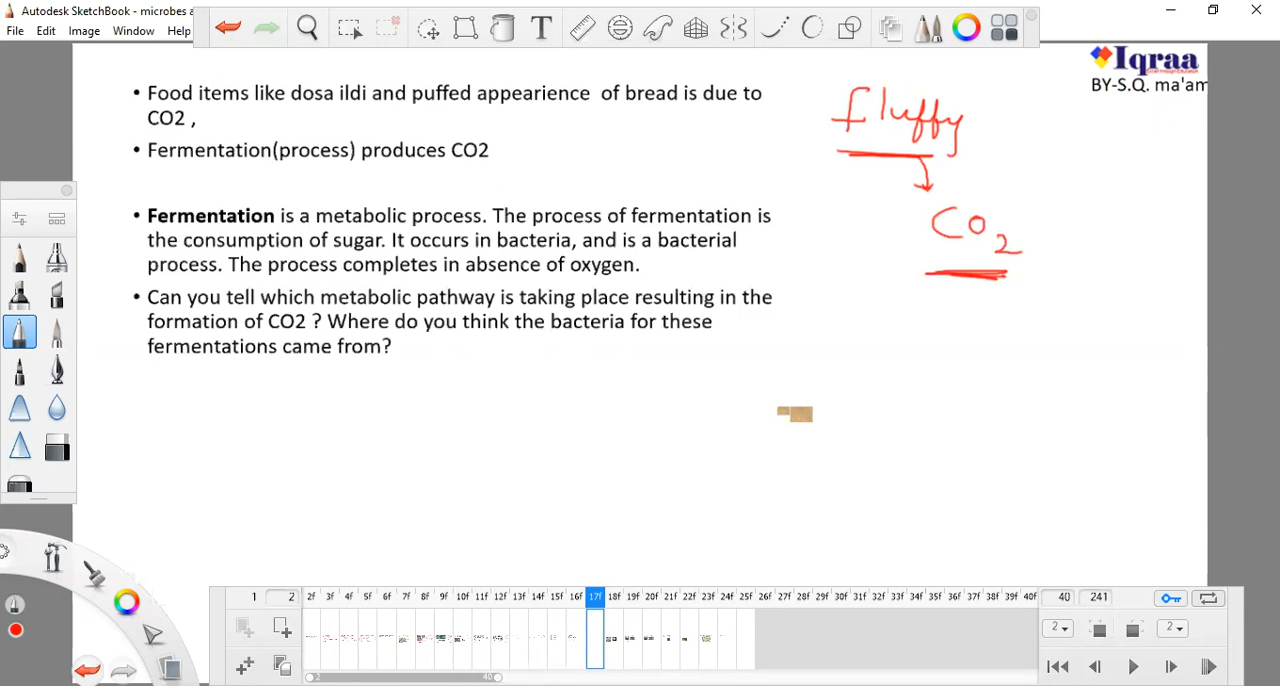 Autodesk SketchBook - microbes a
File Edit Image Window Help
Iqraa
BY-S.Q. ma'am
• Food items like dosa ildi and puffed appearience of bread is due to
CO2 ,
• Fermentation(process) produces CO2
• Fermentation is a metabolic process. The process of fermentation is
the consumption of sugar. It occurs in bacteria, and is a bacterial
process. The process completes in absence of oxygen.
• Can you tell which metabolic pathway is taking place resulting in the
formation of CO2 ? Where do you think the bacteria for these
fermentations came from?
fluffy
CO2
1 2 2f 3f 4f 5f 6f 7f 8f 9f 10f 11f 12f 13f 14f 15f 16f 17f 18f 19f 20f 21f 22f 23f 24f 25f 26f 27f 28f 29f 30f 31f 32f 33f 34f 35f 36f 37f 38f 39f 40f 40 241
2 2
2 40